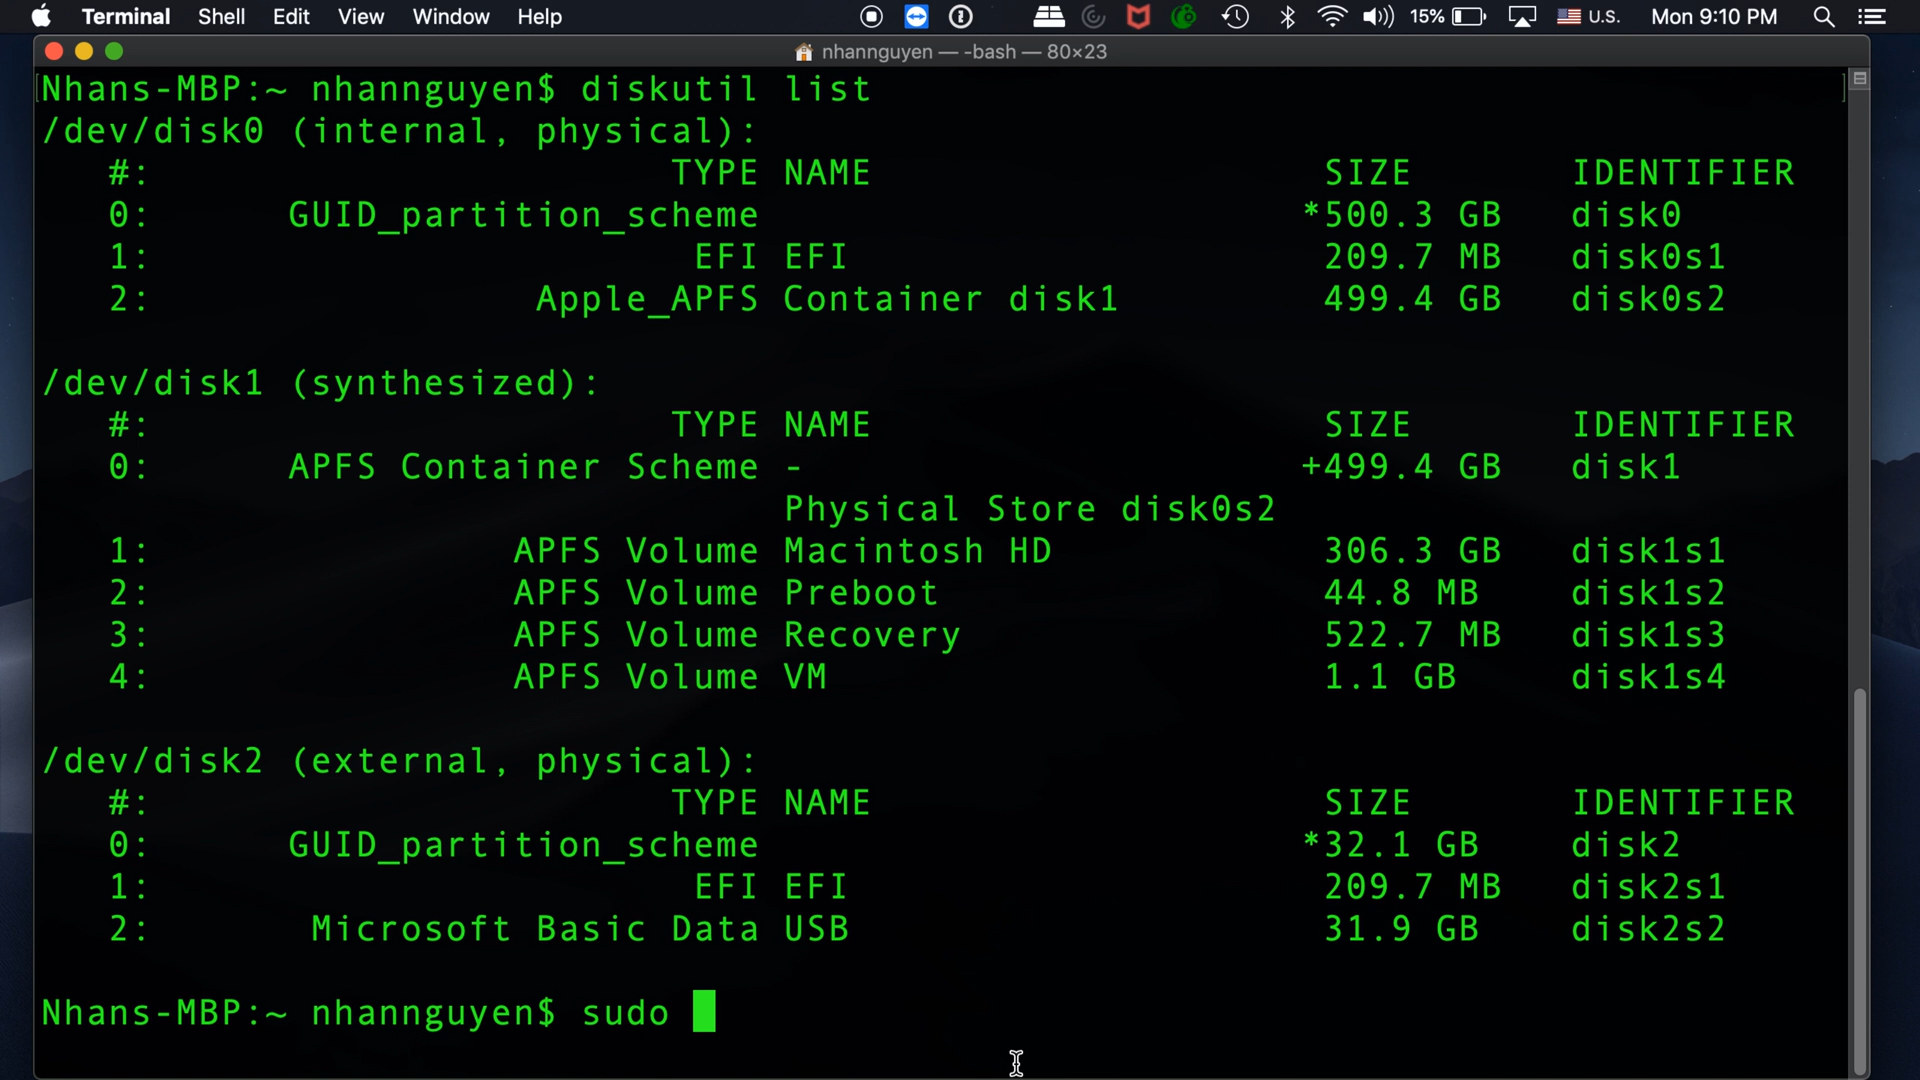 Terminal Shell Edit View Window Help 15% U.S. Mon 9:10 PM
nhannguyen — -bash — 80×23
Nhans-MBP:~ nhannguyen$ diskutil list
/dev/disk0 (internal, physical):
#: TYPE NAME SIZE IDENTIFIER
0: GUID_partition_scheme *500.3 GB disk0
1: EFI EFI 209.7 MB disk0s1
2: Apple_APFS Container disk1 499.4 GB disk0s2
/dev/disk1 (synthesized):
#: TYPE NAME SIZE IDENTIFIER
0: APFS Container Scheme - +499.4 GB disk1
Physical Store disk0s2
1: APFS Volume Macintosh HD 306.3 GB disk1s1
2: APFS Volume Preboot 44.8 MB disk1s2
3: APFS Volume Recovery 522.7 MB disk1s3
4: APFS Volume VM 1.1 GB disk1s4
/dev/disk2 (external, physical):
#: TYPE NAME SIZE IDENTIFIER
0: GUID_partition_scheme *32.1 GB disk2
1: EFI EFI 209.7 MB disk2s1
2: Microsoft Basic Data USB 31.9 GB disk2s2
Nhans-MBP:~ nhannguyen$ sudo